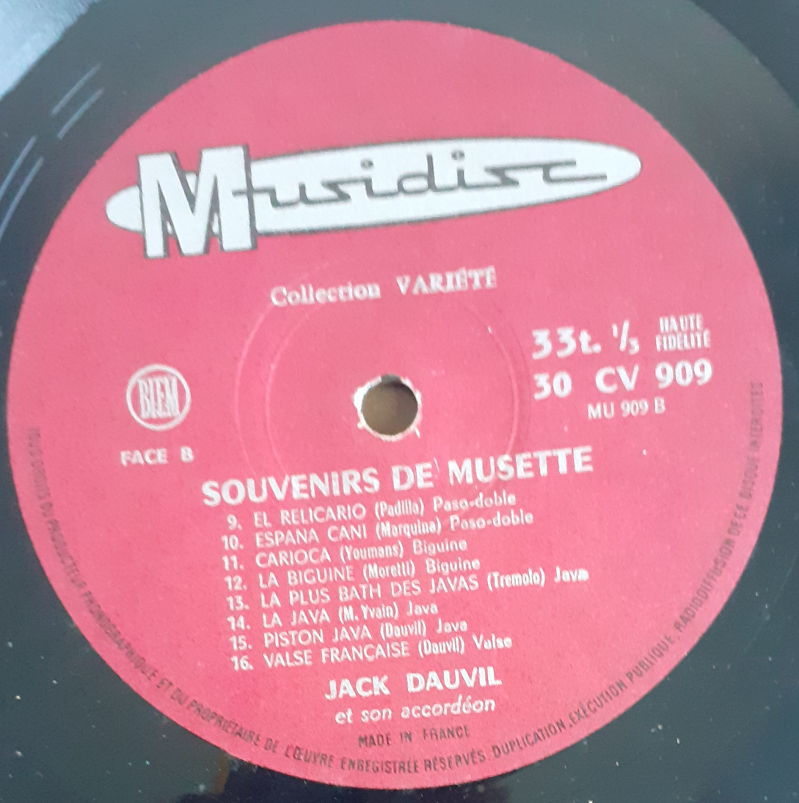 Musidisc
Collection VARIÉTÉ
33t. 1/3 HAUTE FIDÉLITÉ
30 CV 909
MU 909 B
BIEM
FACE B
SOUVENIRS DE MUSETTE
9. EL RELICARIO (Padilla) Paso-doble
10. ESPANA CANI (Marquina) Paso-doble
11. CARIOCA (Youmans) Biguine
12. LA BIGUINE (Moretti) Biguine
13. LA PLUS BATH DES JAVAS (Tremolo) Java
14. LA JAVA (M. Yvain) Java
15. PISTON JAVA (Dauvil) Java
16. VALSE FRANÇAISE (Dauvil) Valse
JACK DAUVIL
et son accordéon
MADE IN FRANCE
TOUS DROITS DU PRODUCTEUR PHONOGRAPHIQUE ET DU PROPRIÉTAIRE DE L'ŒUVRE ENREGISTRÉE RÉSERVÉS. DUPLICATION, EXÉCUTION PUBLIQUE, RADIODIFFUSION DE CE DISQUE INTERDITES